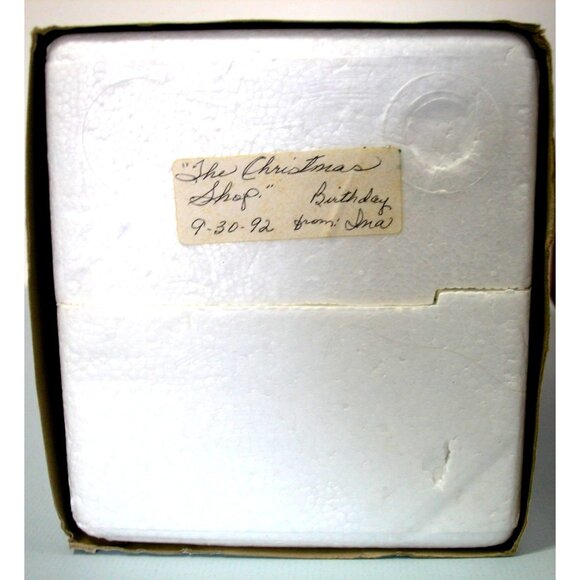 "The Christmas
Shop." Birthday
9-30-92 from: Ina